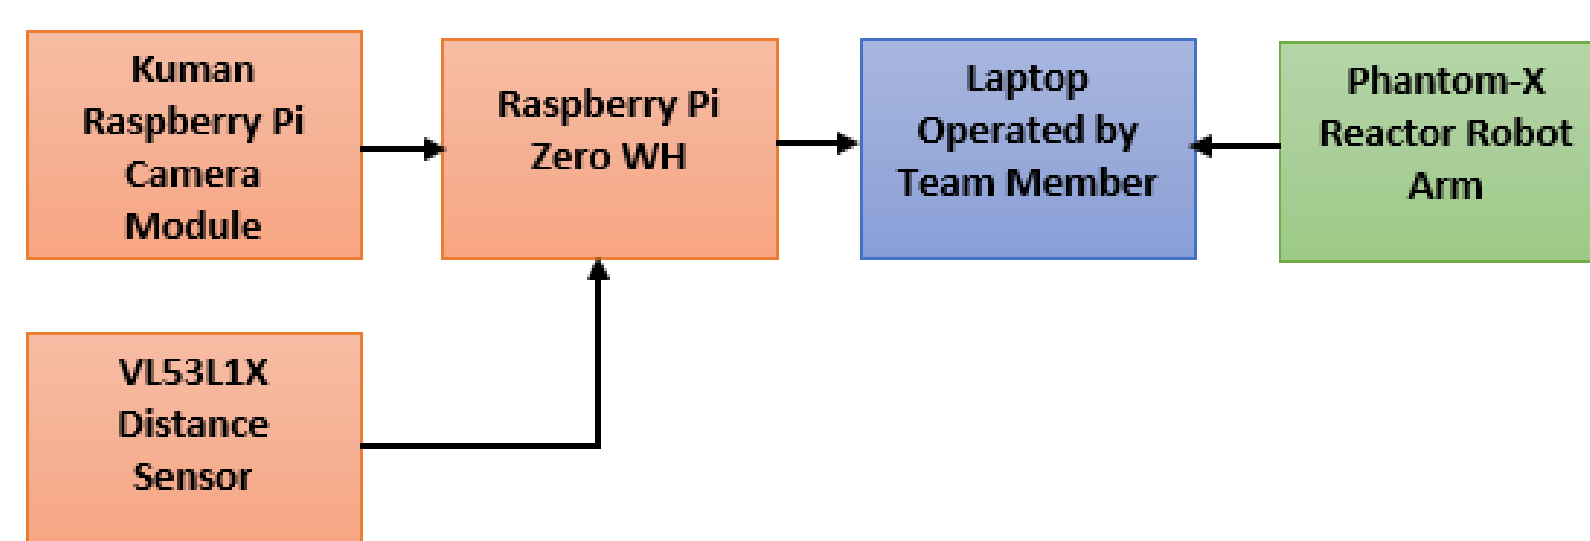 Kuman
Raspberry Pi
Camera
Module
Raspberry Pi
Zero WH
Laptop
Operated by
Team Member
Phantom-X
Reactor Robot
Arm
VL53L1X
Distance
Sensor